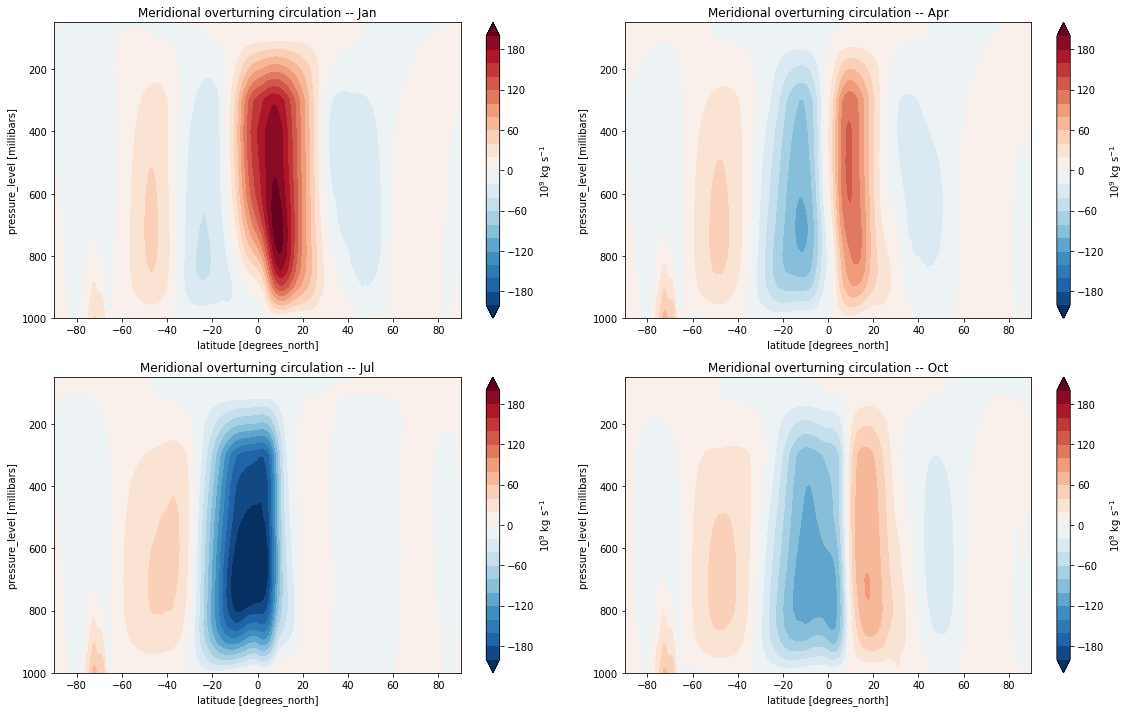 Meridional overturning circulation -- Jan
200
400
600
800
1000
pressure_level [millibars]
−80 −60 −40 −20 0 20 40 60 80
latitude [degrees_north]
180
120
60
0
−60
−120
−180
10⁹ kg s⁻¹
Meridional overturning circulation -- Apr
200
400
600
800
1000
pressure_level [millibars]
−80 −60 −40 −20 0 20 40 60 80
latitude [degrees_north]
180
120
60
0
−60
−120
−180
10⁹ kg s⁻¹
Meridional overturning circulation -- Jul
200
400
600
800
1000
pressure_level [millibars]
−80 −60 −40 −20 0 20 40 60 80
latitude [degrees_north]
180
120
60
0
−60
−120
−180
10⁹ kg s⁻¹
Meridional overturning circulation -- Oct
200
400
600
800
1000
pressure_level [millibars]
−80 −60 −40 −20 0 20 40 60 80
latitude [degrees_north]
180
120
60
0
−60
−120
−180
10⁹ kg s⁻¹